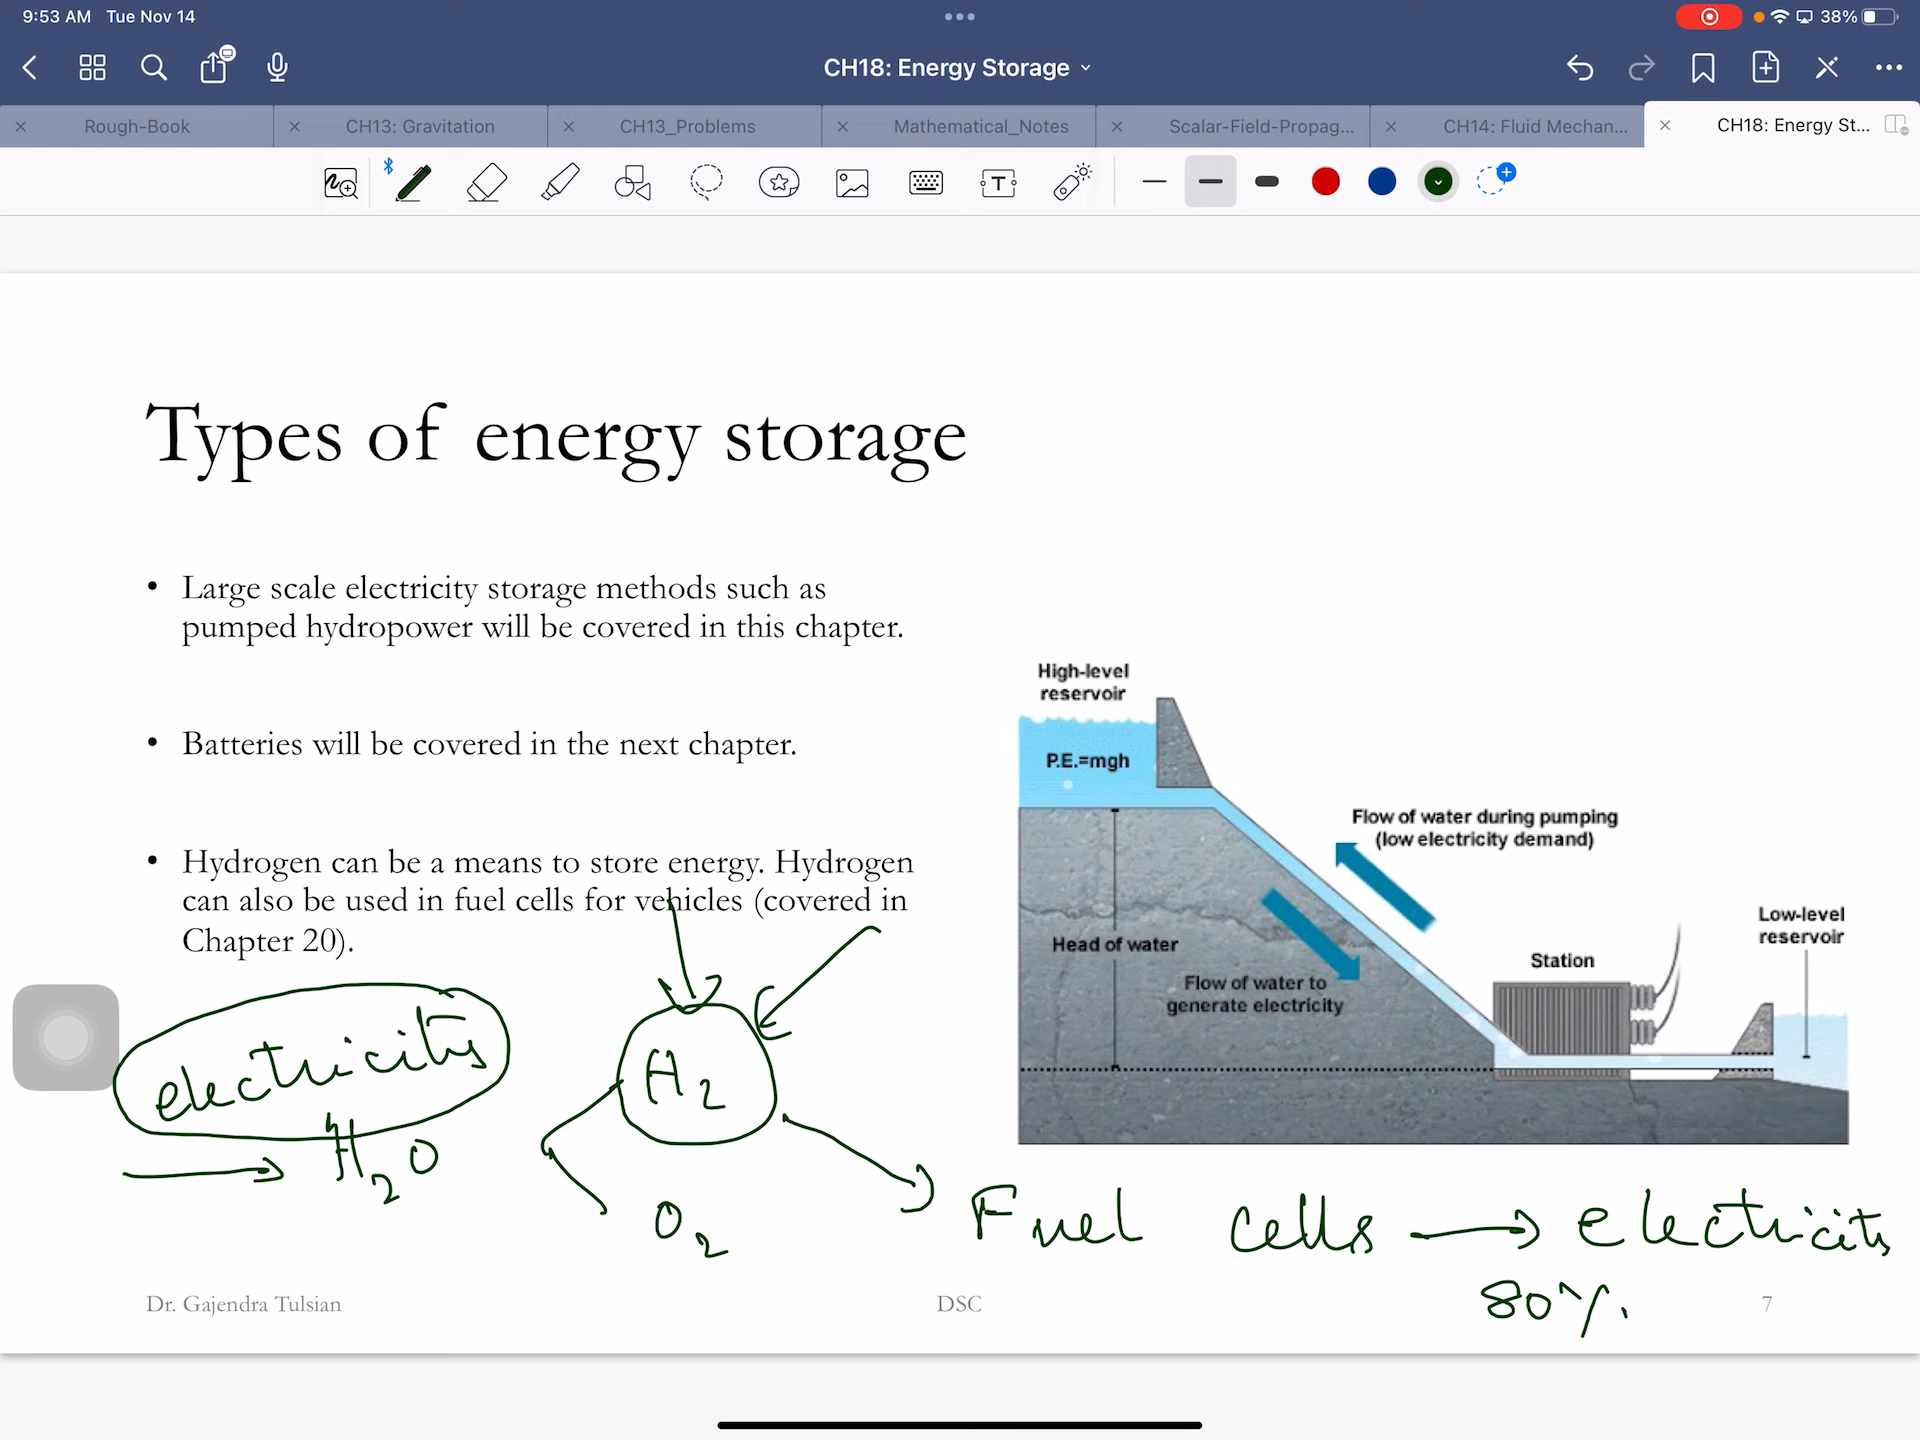 9:53 AM Tue Nov 14
38%
CH18: Energy Storage
Rough-Book
CH13: Gravitation
CH13_Problems
Mathematical_Notes
Scalar-Field-Propag...
CH14: Fluid Mechan...
CH18: Energy St...
T
Types of energy storage
• Large scale electricity storage methods such as
pumped hydropower will be covered in this chapter.
• Batteries will be covered in the next chapter.
• Hydrogen can be a means to store energy. Hydrogen
can also be used in fuel cells for vehicles (covered in
Chapter 20).
High-level
reservoir
P.E.=mgh
Flow of water during pumping
(low electricity demand)
Head of water
Flow of water to
generate electricity
Station
Low-level
reservoir
electricity
H2O
H2
O2
Fuel cells → electricity
80%
Dr. Gajendra Tulsian
DSC
7